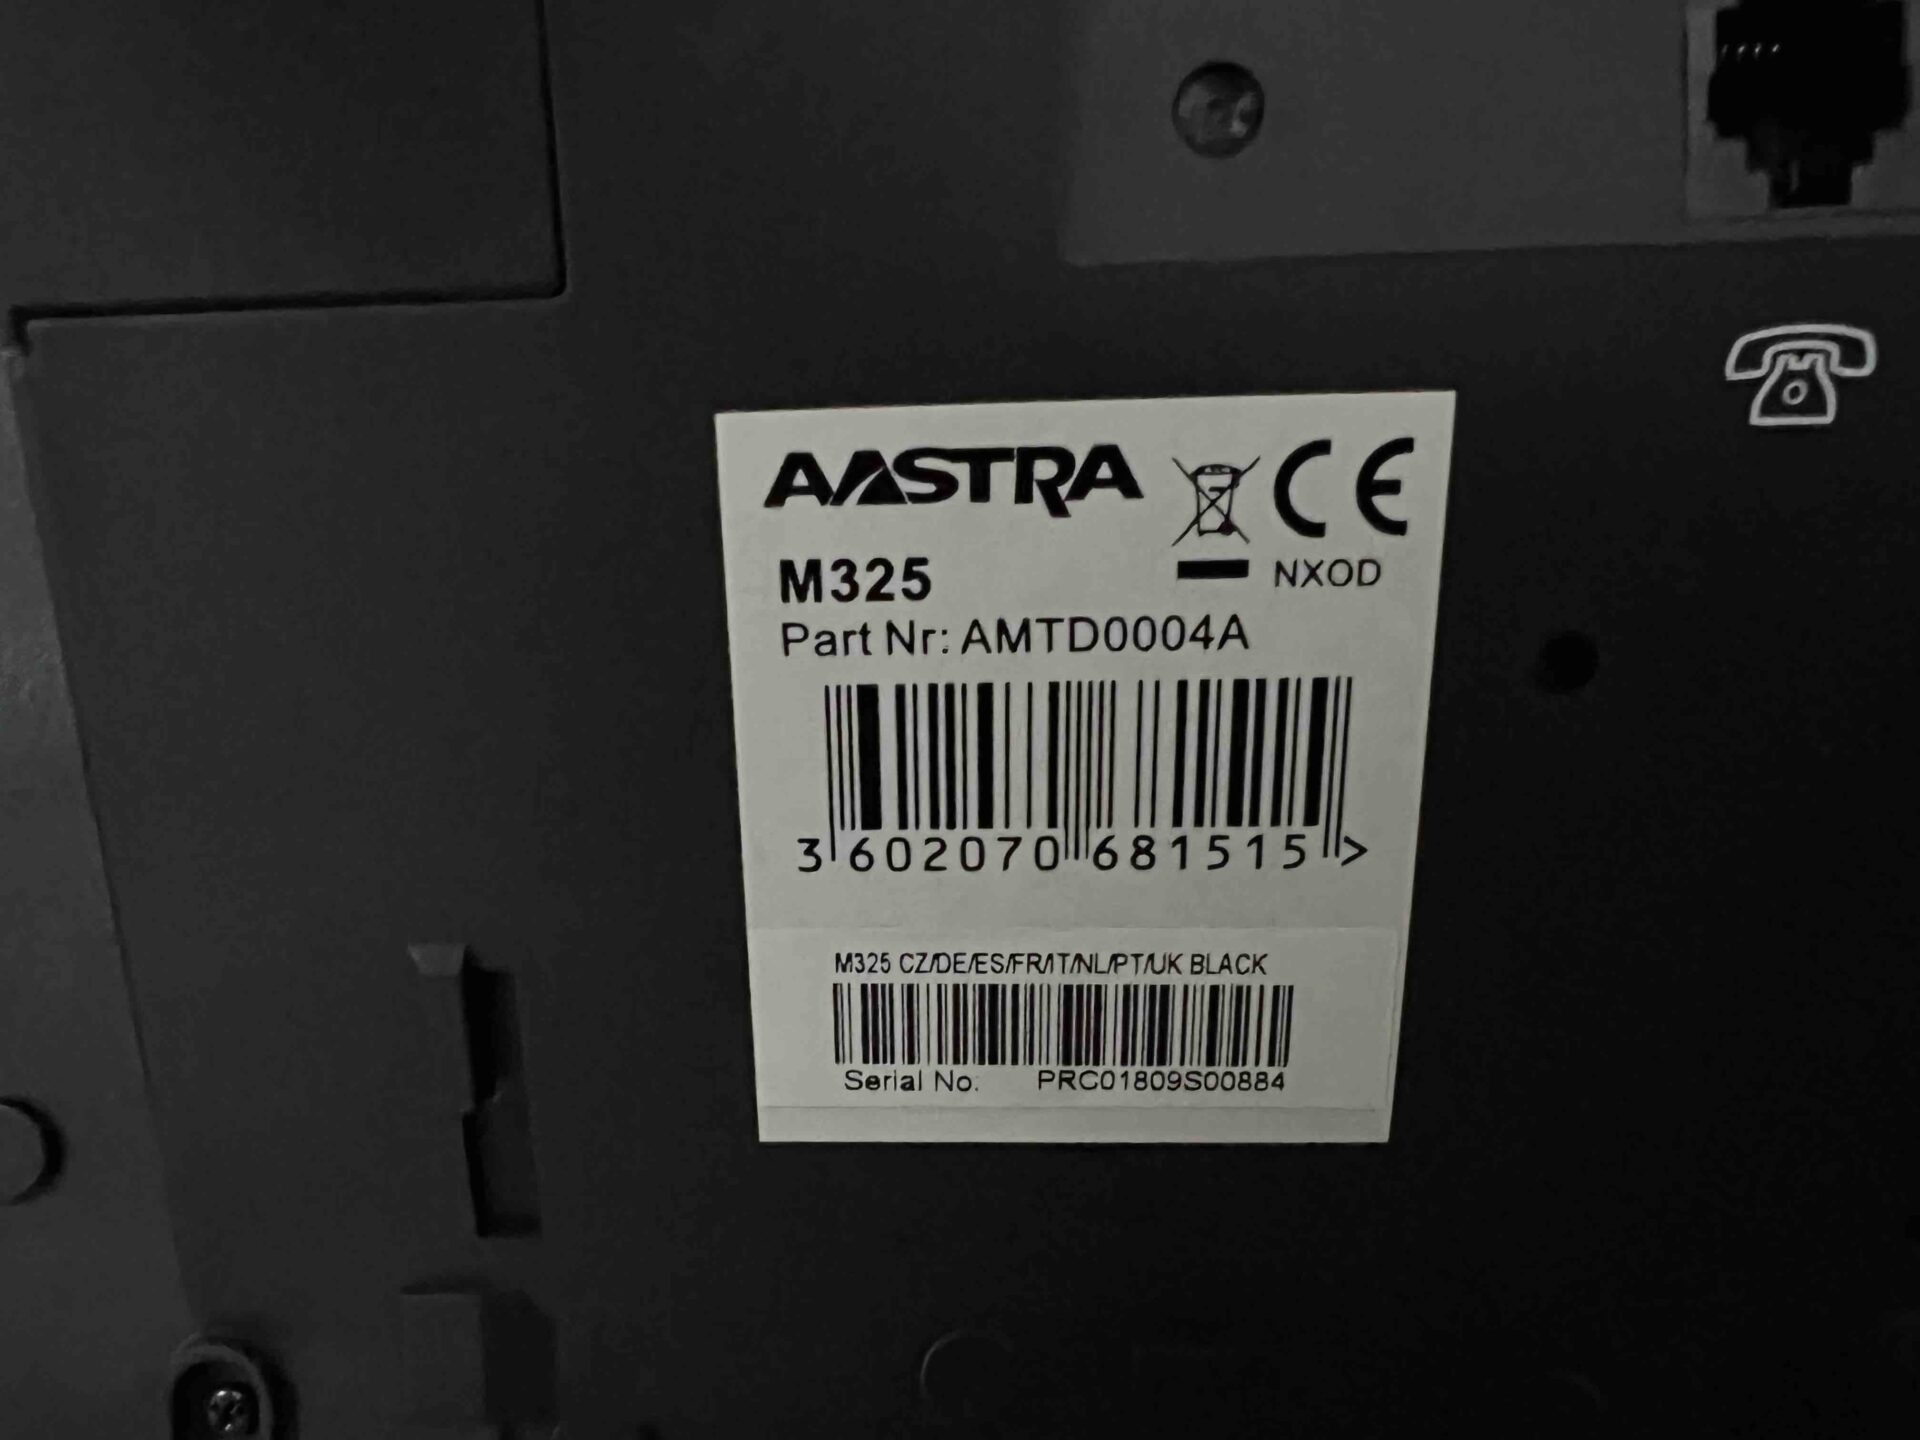 AASTRA CE
M325 NXOD
Part Nr: AMTD0004A
3 602070 681515 >
M325 CZ/DE/ES/FR/IT/NL/PT/UK BLACK
Serial No: PRC01809S00884